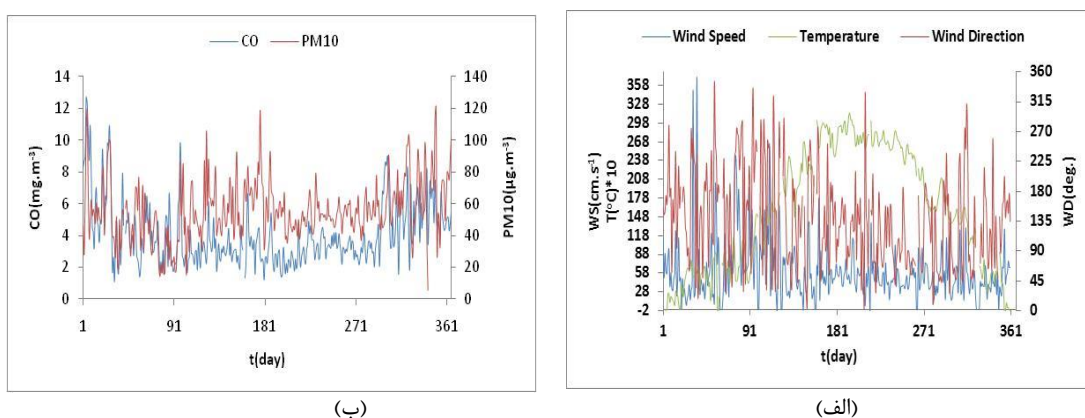 CO PM10
CO(mg.m⁻³)
14
12
10
8
6
4
2
0
PM10(µg.m⁻³)
140
120
100
80
60
40
20
0
1 91 181 271 361
t(day)
(ب)
Wind Speed Temperature Wind Direction
WS(cm.s⁻¹)
T(°C)* 10
358
328
298
268
238
208
178
148
118
88
58
28
-2
WD(deg.)
360
315
270
225
180
135
90
45
0
1 91 181 271 361
t(day)
(الف)